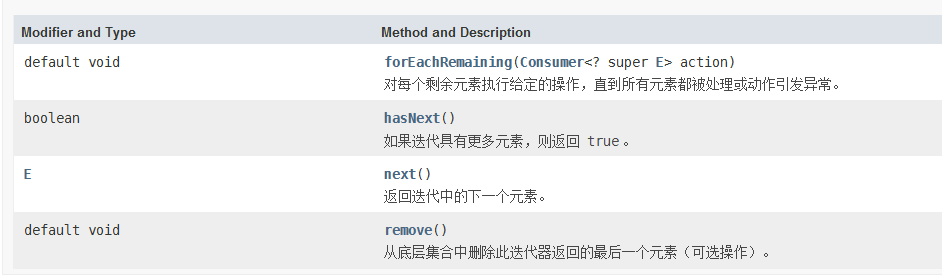 Modifier and Type Method and Description
default void forEachRemaining(Consumer<? super E> action)
对每个剩余元素执行给定的操作，直到所有元素都被处理或动作引发异常。
boolean hasNext()
如果迭代具有更多元素，则返回 true 。
E next()
返回迭代中的下一个元素。
default void remove()
从底层集合中删除此迭代器返回的最后一个元素（可选操作）。